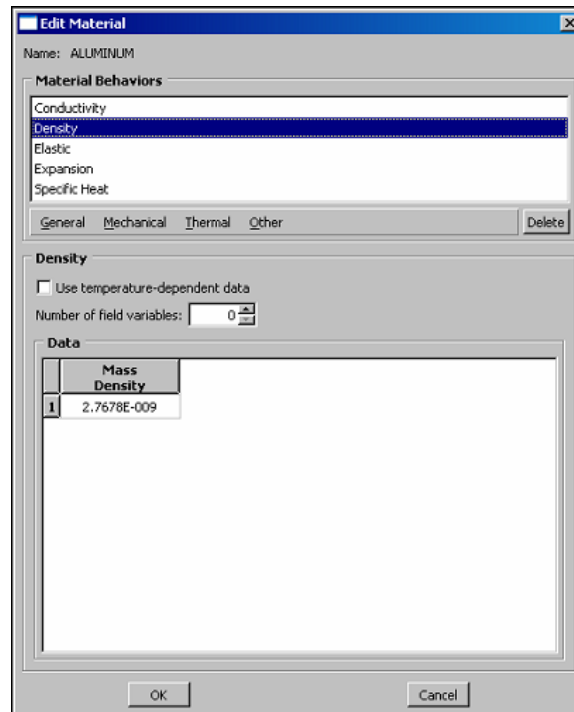 Edit Material
Name: ALUMINUM
Material Behaviors
Conductivity
Density
Elastic
Expansion
Specific Heat
General Mechanical Thermal Other Delete
Density
Use temperature-dependent data
Number of field variables: 0
Data
Mass
Density
1 2.7678E-009
OK Cancel